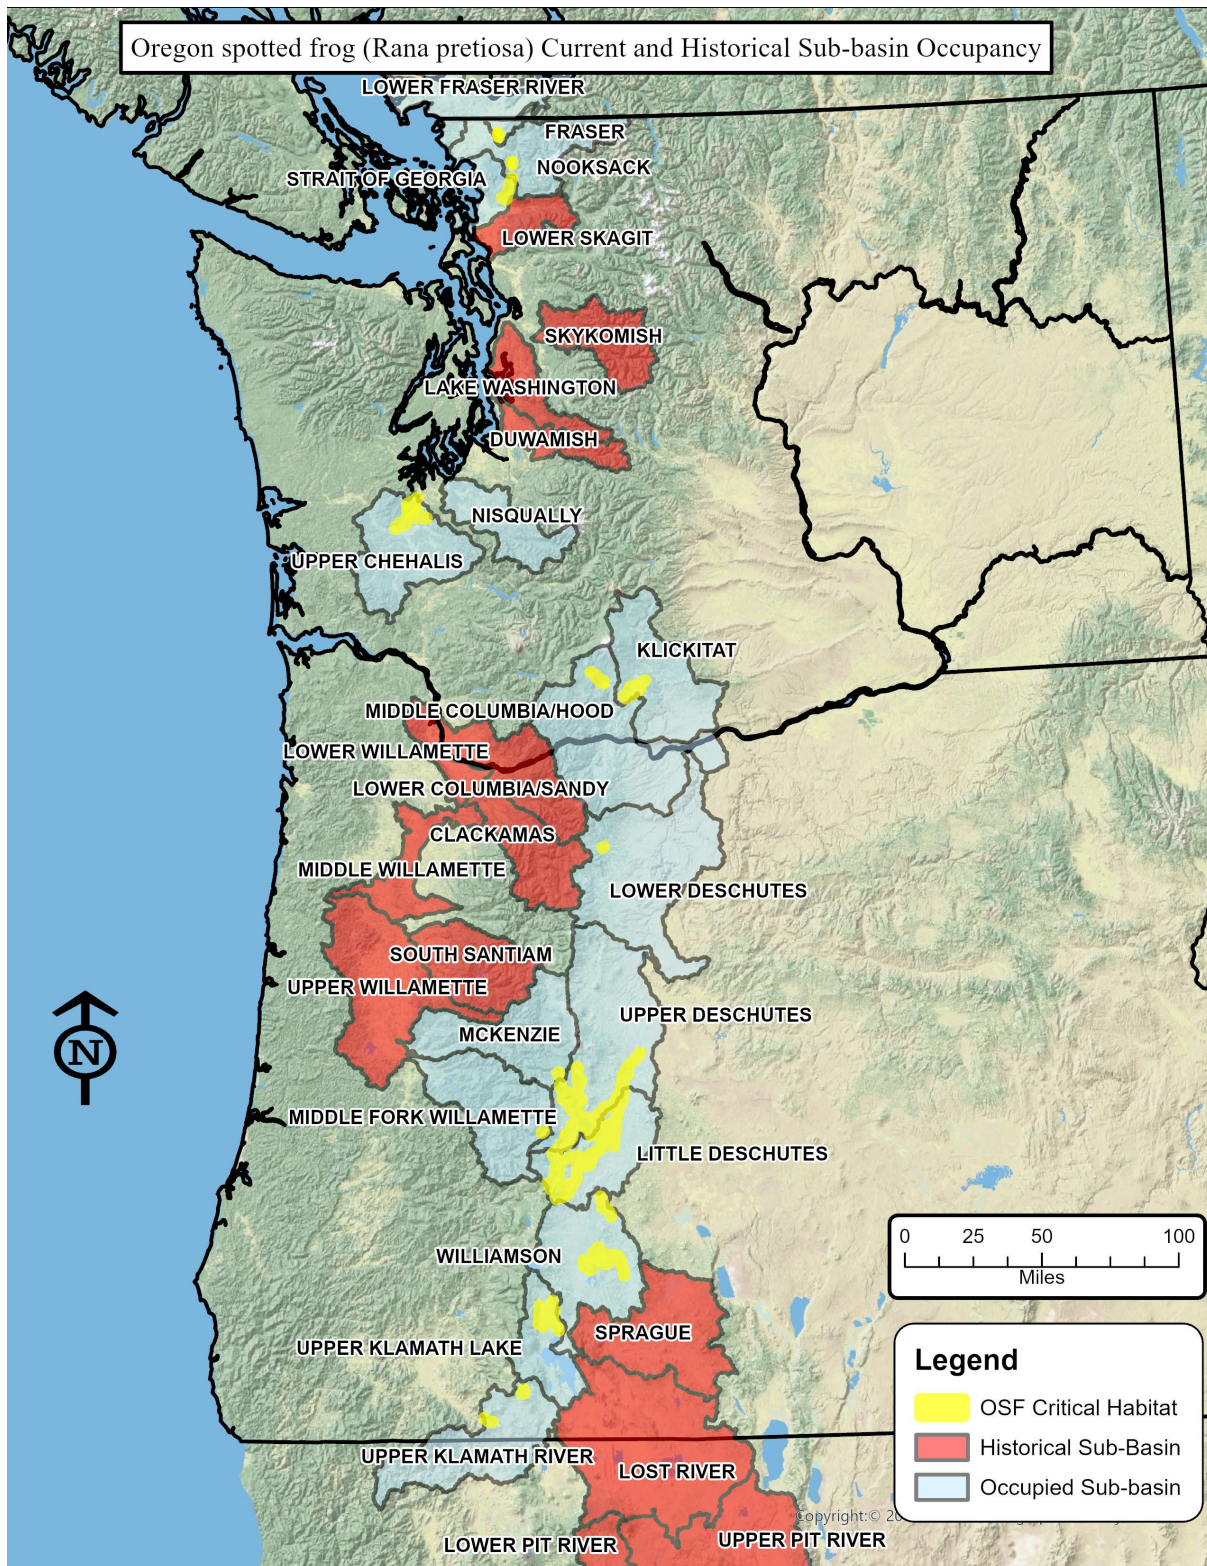 Oregon spotted frog (Rana pretiosa) Current and Historical Sub-basin Occupancy
LOWER FRASER RIVER
FRASER
NOOKSACK
STRAIT OF GEORGIA
LOWER SKAGIT
SKYKOMISH
LAKE WASHINGTON
DUWAMISH
NISQUALLY
UPPER CHEHALIS
KLICKITAT
MIDDLE COLUMBIA/HOOD
LOWER WILLAMETTE
LOWER COLUMBIA/SANDY
CLACKAMAS
MIDDLE WILLAMETTE
LOWER DESCHUTES
SOUTH SANTIAM
UPPER WILLAMETTE
UPPER DESCHUTES
MCKENZIE
N
MIDDLE FORK WILLAMETTE
LITTLE DESCHUTES
WILLIAMSON
0 25 50 100
Miles
SPRAGUE
UPPER KLAMATH LAKE
Legend
OSF Critical Habitat
Historical Sub-Basin
Occupied Sub-basin
UPPER KLAMATH RIVER
LOST RIVER
Copyright:© 20
UPPER PIT RIVER
LOWER PIT RIVER